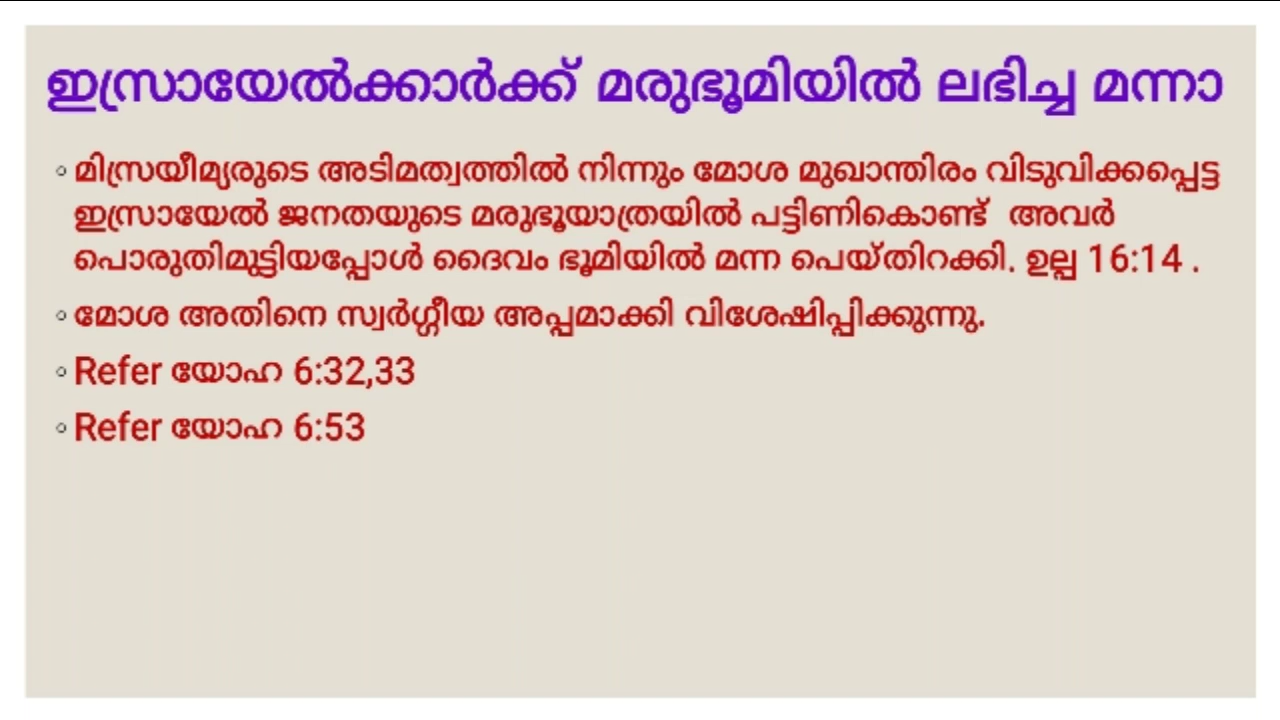 ഇസ്രായേൽക്കാർക്ക് മരുഭൂമിയിൽ ലഭിച്ച മന്നാ
മിസ്രയീമ്യരുടെ അടിമത്വത്തിൽ നിന്നും മോശ മുഖാന്തിരം വിടുവിക്കപ്പെട്ട
ഇസ്രായേൽ ജനതയുടെ മരുഭൂയാത്രയിൽ പട്ടിണികൊണ്ട് അവർ
പൊരുതിമുട്ടിയപ്പോൾ ദൈവം ഭൂമിയിൽ മന്ന പെയ്തിറക്കി. ഉല്പ 16:14 .
മോശ അതിനെ സ്വർഗ്ഗീയ അപ്പമാക്കി വിശേഷിപ്പിക്കുന്നു.
Refer യോഹ 6:32,33
Refer യോഹ 6:53